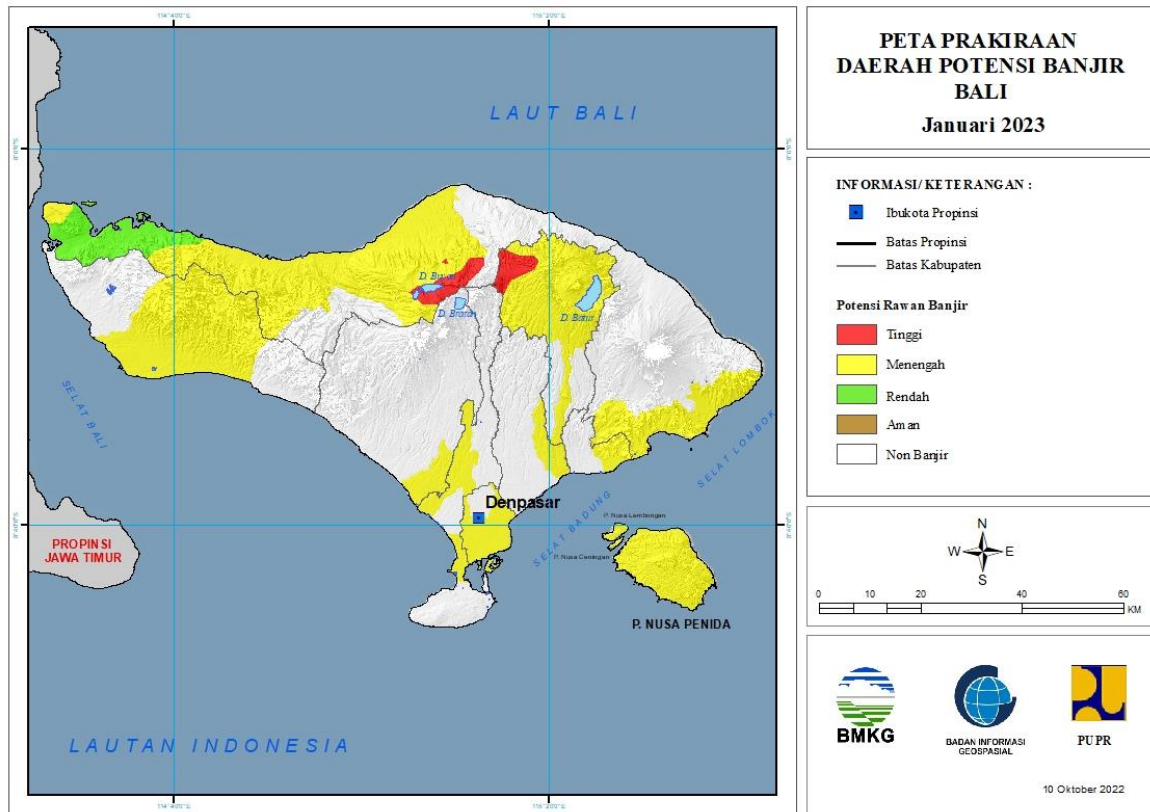 PETA PRAKIRAAN
DAERAH POTENSI BANJIR
BALI
Januari 2023
INFORMASI/ KETERANGAN :
Ibukota Propinsi
Batas Propinsi
Batas Kabupaten
Potensi Rawan Banjir
Tinggi
Menengah
Rendah
Aman
Non Banjir
N
W E
S
0 10 20 40 60
KM
BMKG
BADAN INFORMASI
GEOSPASIAL
PUPR
10 Oktober 2022
LAUT BALI
D. Buyan
D. Bratan
D. Batur
SELAT BALI
SELAT LOMBOK
SELAT BADUNG
Denpasar
P. Nusa Lembongan
P. Nusa Ceningan
P. NUSA PENIDA
PROPINSI
JAWA TIMUR
LAUTAN INDONESIA